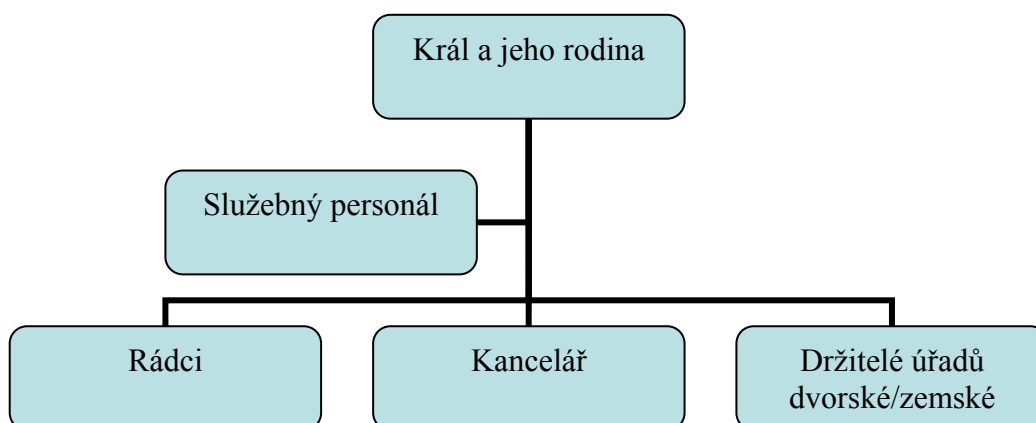 Král a jeho rodina
Služebný personál
Rádci
Kancelář
Držitelé úřadů
dvorské/zemské